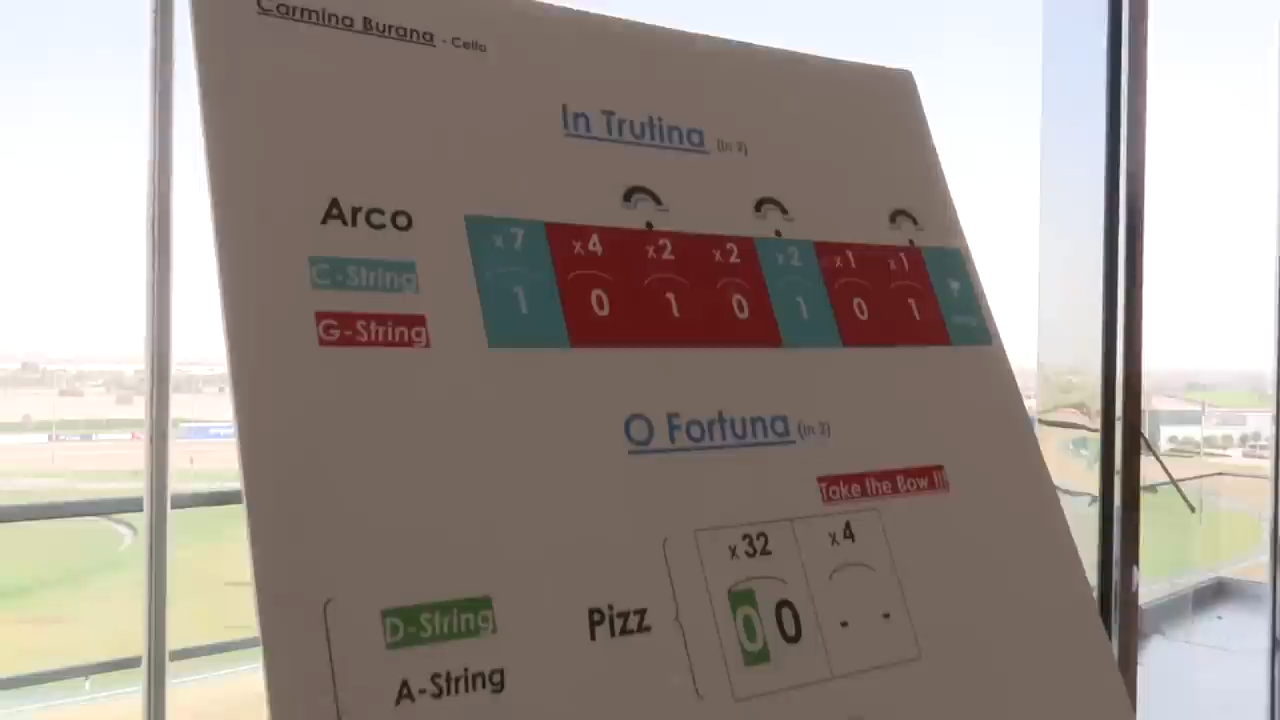 Carmina Burana - Cello
In Trutina (in 2)
Arco
C-String
G-String
x7 x4 x2 x2 x2 x1 x1
1 0 1 0 1 0 1
O Fortuna (in 3)
Take the Bow !!!
x32 x4
Pizz
0 0 - -
D-String
A-String